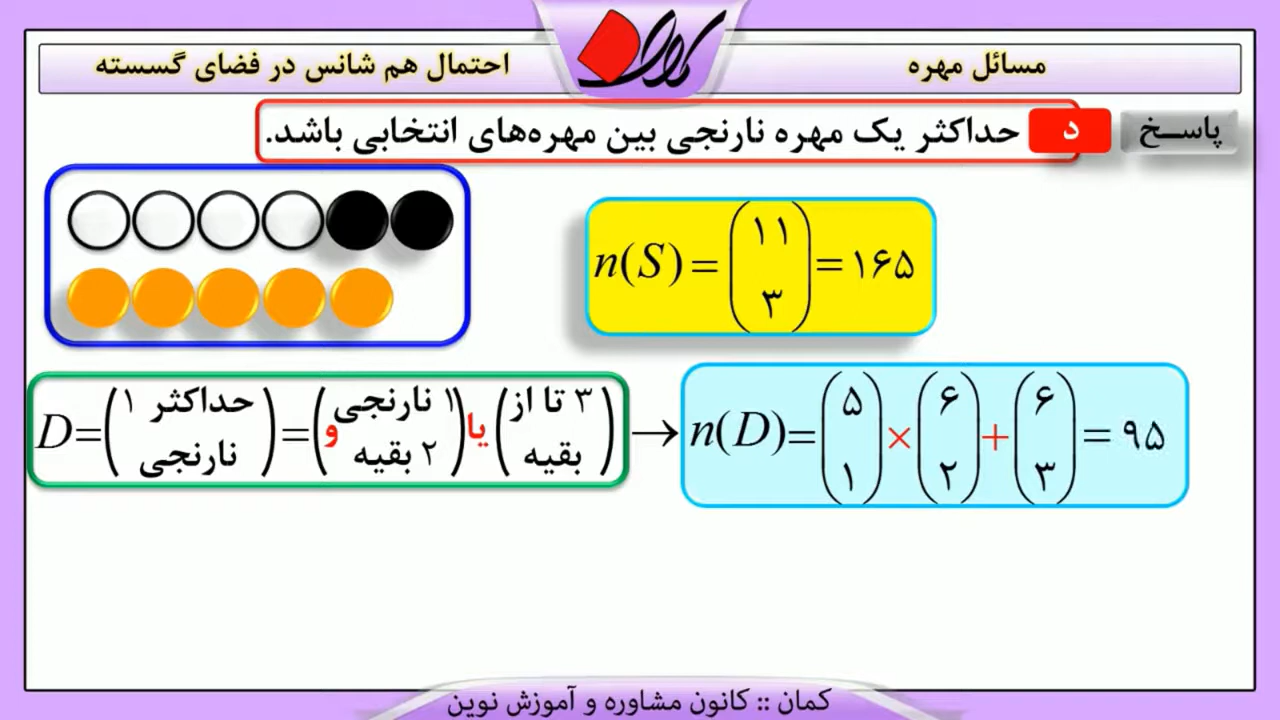 مسائل مهره
احتمال هم شانس در فضای گسسته
کمان
پاسـخ
د
حداکثر یک مهره نارنجی بین مهره‌های انتخابی باشد.
n(S) = (۱۱ ۳) = ۱۶۵
D = (حداکثر ۱ نارنجی) = (۱ نارنجی و ۲ بقیه) یا (۳ تا از بقیه) → n(D) = (۵ ۱) × (۶ ۲) + (۶ ۳) = ۹۵
کمان :: کانون مشاوره و آموزش نوین